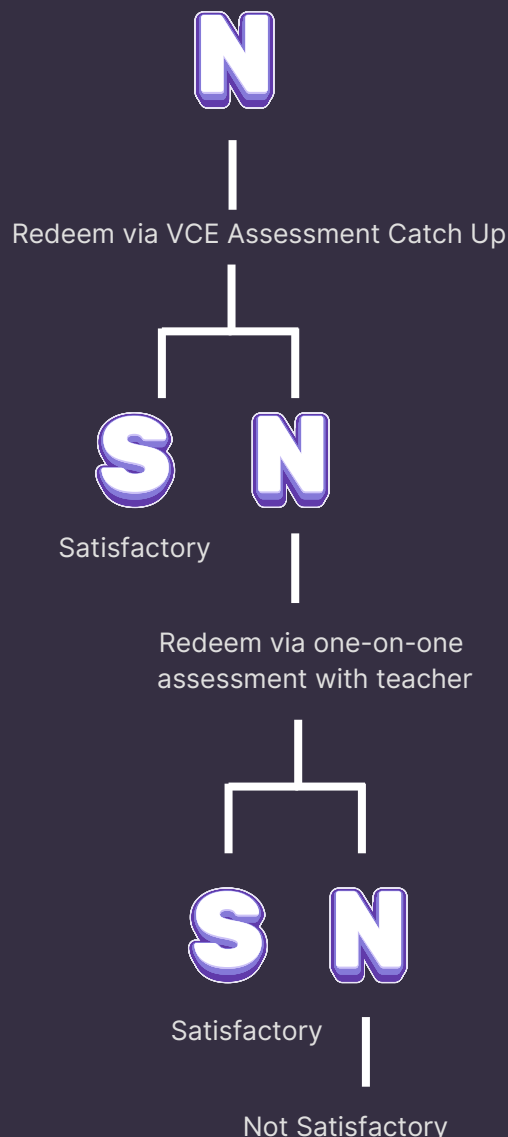 N
Redeem via VCE Assessment Catch Up
S N
Satisfactory
Redeem via one-on-one
assessment with teacher
S N
Satisfactory
Not Satisfactory